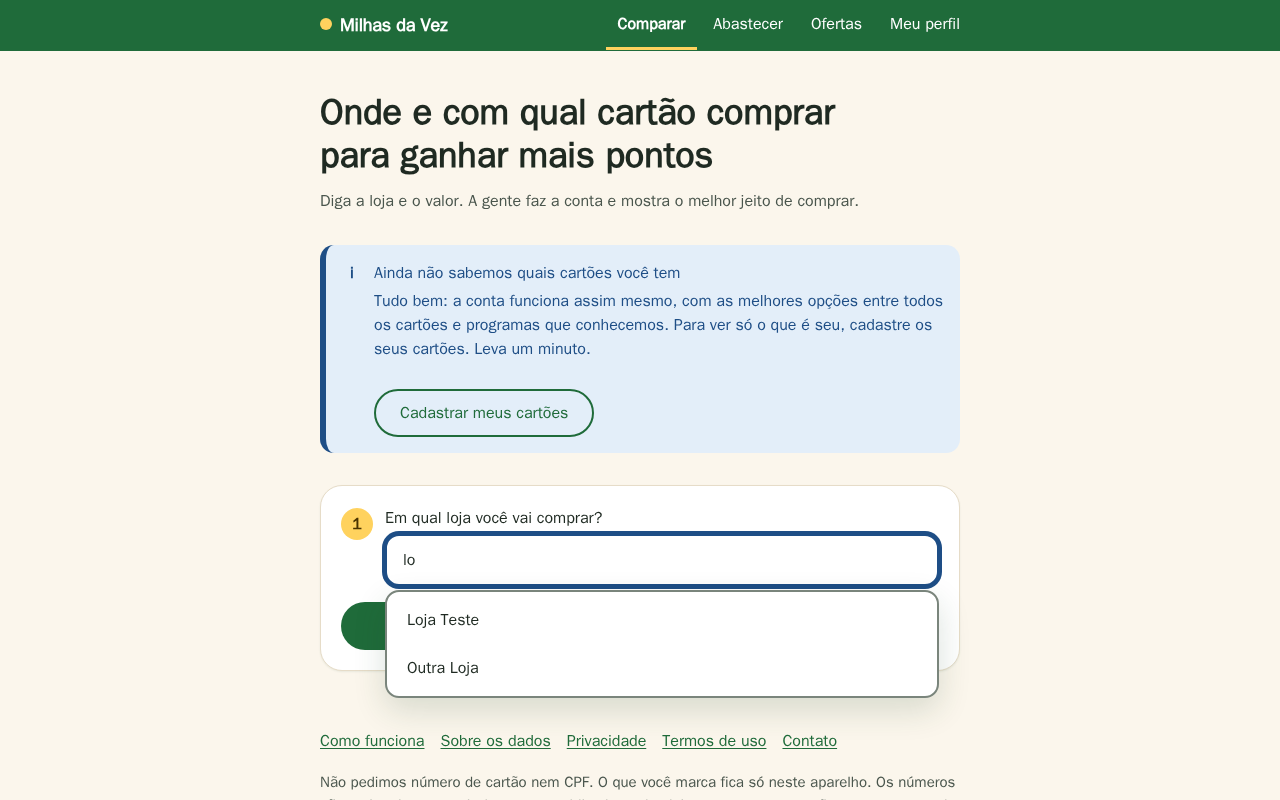 Milhas da Vez
Comparar
Abastecer
Ofertas
Meu perfil
Onde e com qual cartão comprar
para ganhar mais pontos
Diga a loja e o valor. A gente faz a conta e mostra o melhor jeito de comprar.
i
Ainda não sabemos quais cartões você tem
Tudo bem: a conta funciona assim mesmo, com as melhores opções entre todos
os cartões e programas que conhecemos. Para ver só o que é seu, cadastre os
seus cartões. Leva um minuto.
Cadastrar meus cartões
1
Em qual loja você vai comprar?
lo
Loja Teste
Outra Loja
Como funciona
Sobre os dados
Privacidade
Termos de uso
Contato
Não pedimos número de cartão nem CPF. O que você marca fica só neste aparelho. Os números